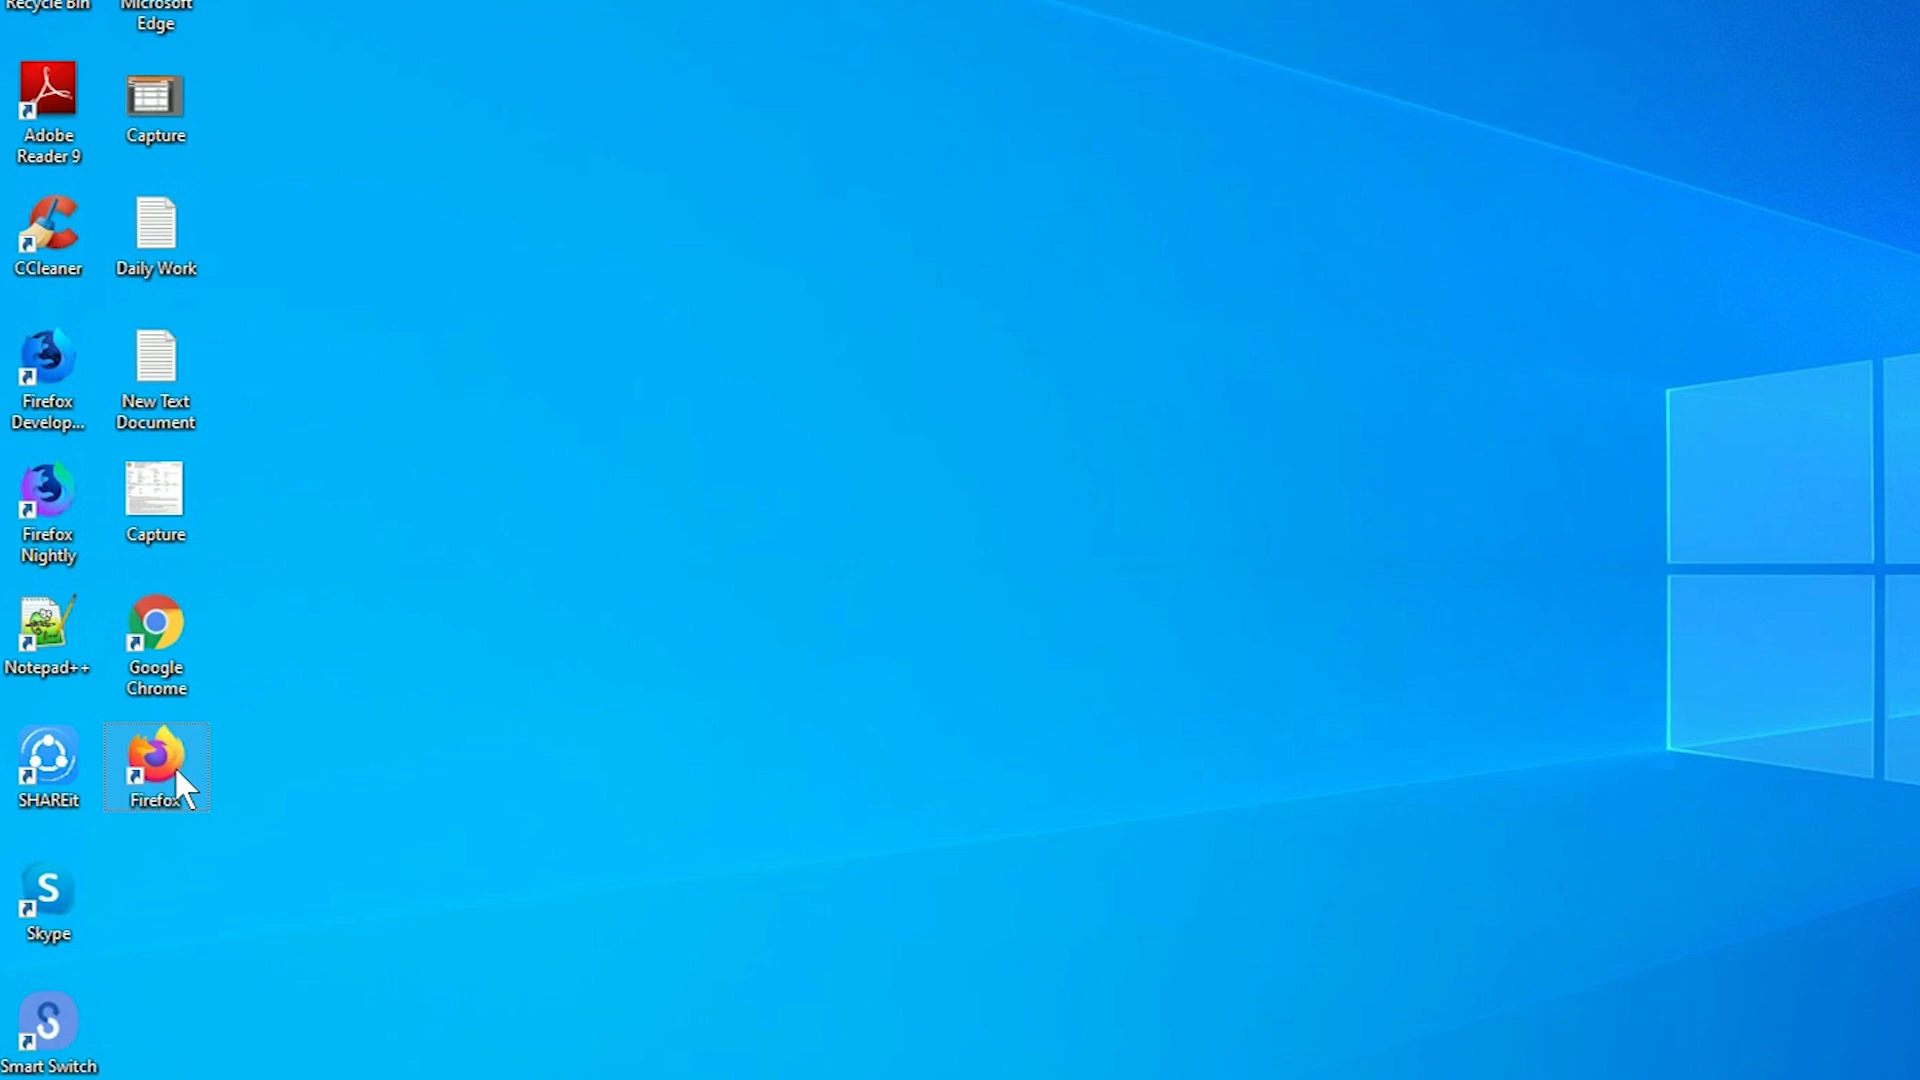 Recycle Bin
Microsoft
Edge
Adobe
Reader 9
Capture
CCleaner
Daily Work
Firefox
Develop...
New Text
Document
Firefox
Nightly
Capture
Notepad++
Google
Chrome
SHAREit
Firefox
Skype
Smart Switch